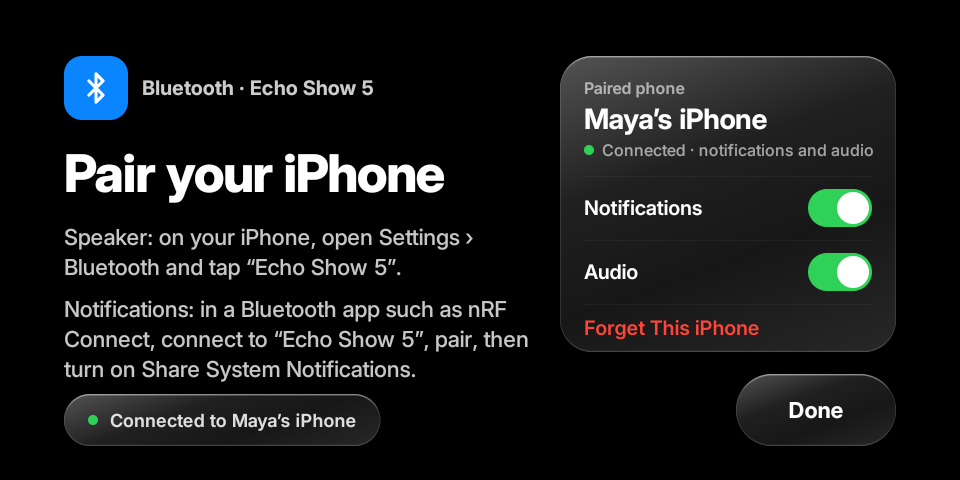 Bluetooth · Echo Show 5
Pair your iPhone
Speaker: on your iPhone, open Settings ›
Bluetooth and tap “Echo Show 5”.
Notifications: in a Bluetooth app such as nRF
Connect, connect to “Echo Show 5”, pair, then
turn on Share System Notifications.
Connected to Maya’s iPhone
Paired phone
Maya’s iPhone
Connected · notifications and audio
Notifications
Audio
Forget This iPhone
Done